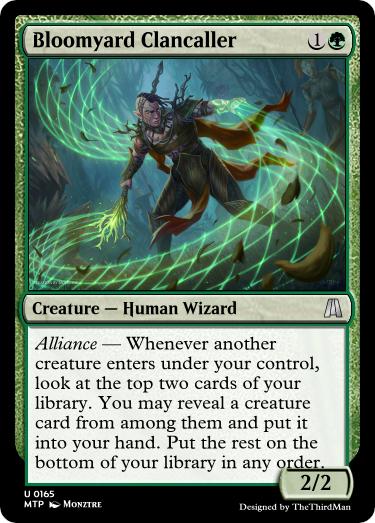 Bloomyard Clancaller 1
Creature — Human Wizard
Alliance — Whenever another
creature enters under your control,
look at the top two cards of your
library. You may reveal a creature
card from among them and put it
into your hand. Put the rest on the
bottom of your library in any order.
2/2
U 0165
MTP Monztre
Designed by TheThirdMan